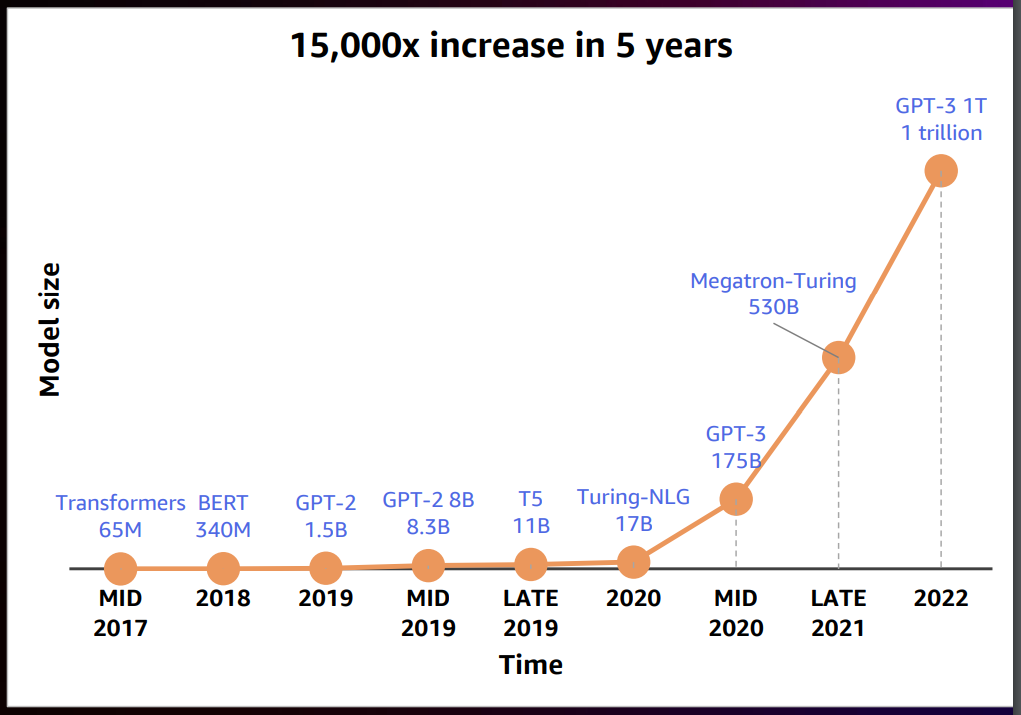 15,000x increase in 5 years
GPT-3 1T
1 trillion
Megatron-Turing
530B
GPT-3
175B
Transformers
65M
BERT
340M
GPT-2
1.5B
GPT-2 8B
8.3B
T5
11B
Turing-NLG
17B
Model size
MID
2017
2018
2019
MID
2019
LATE
2019
2020
MID
2020
LATE
2021
2022
Time